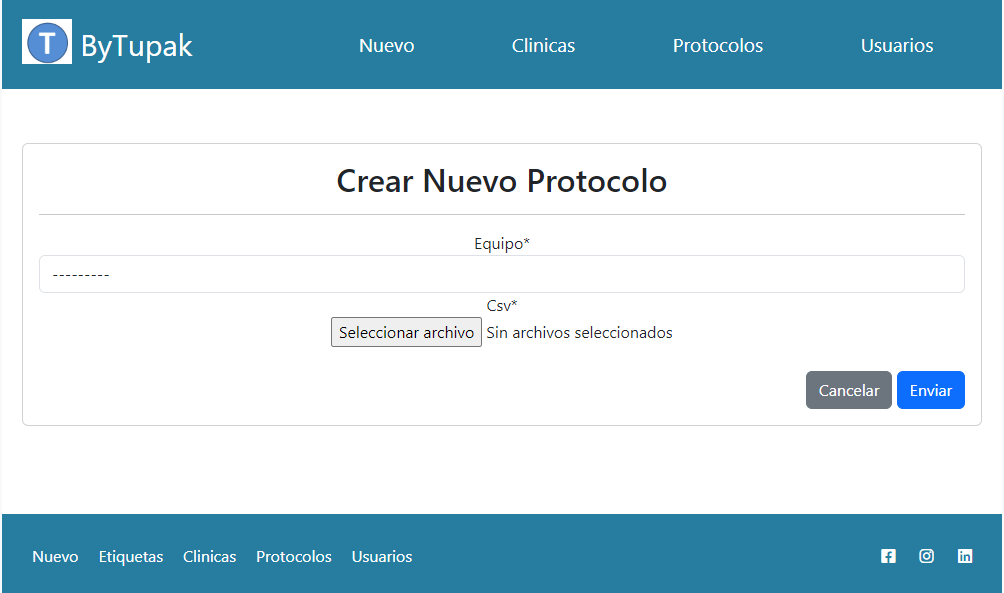 T ByTupak Nuevo Clinicas Protocolos Usuarios
Crear Nuevo Protocolo
Equipo*
---------
Csv*
Seleccionar archivo Sin archivos seleccionados
Cancelar Enviar
Nuevo Etiquetas Clinicas Protocolos Usuarios